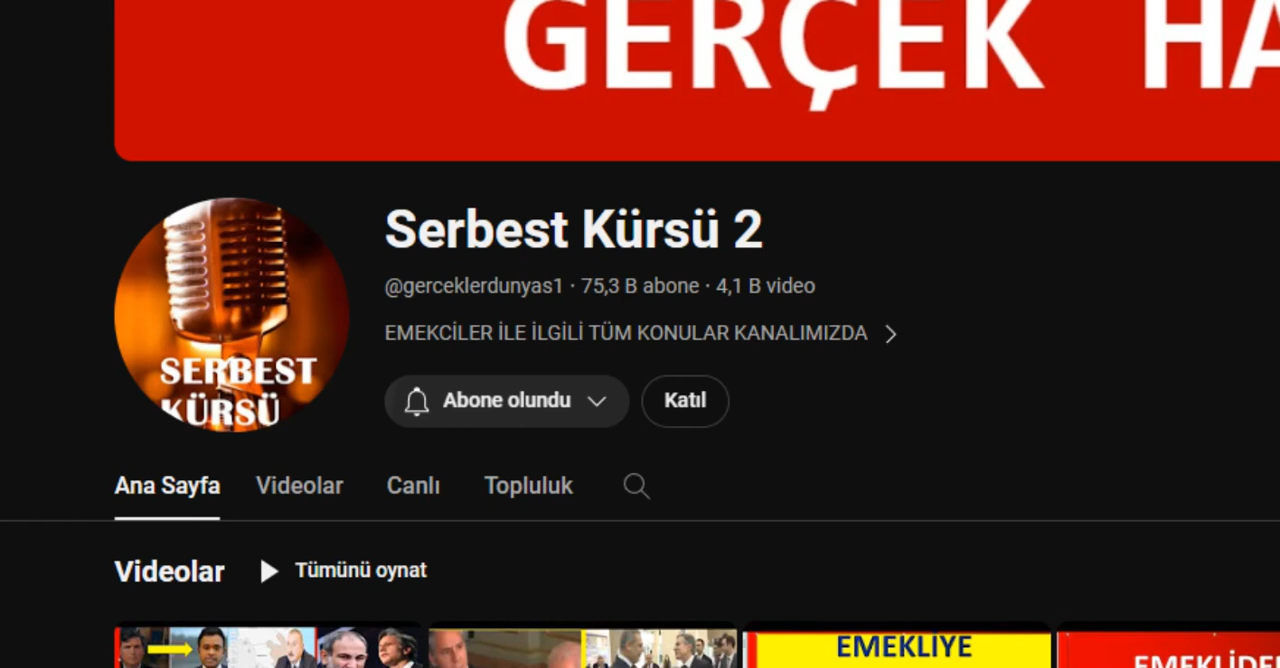 GERÇEK HA
Serbest Kürsü 2
@gerceklerdunyas1 · 75,3 B abone · 4,1 B video
EMEKCİLER İLE İLGİLİ TÜM KONULAR KANALIMIZDA
SERBEST
KÜRSÜ
Abone olundu
Katıl
Ana Sayfa Videolar Canlı Topluluk
Videolar Tümünü oynat
EMEKLİYE